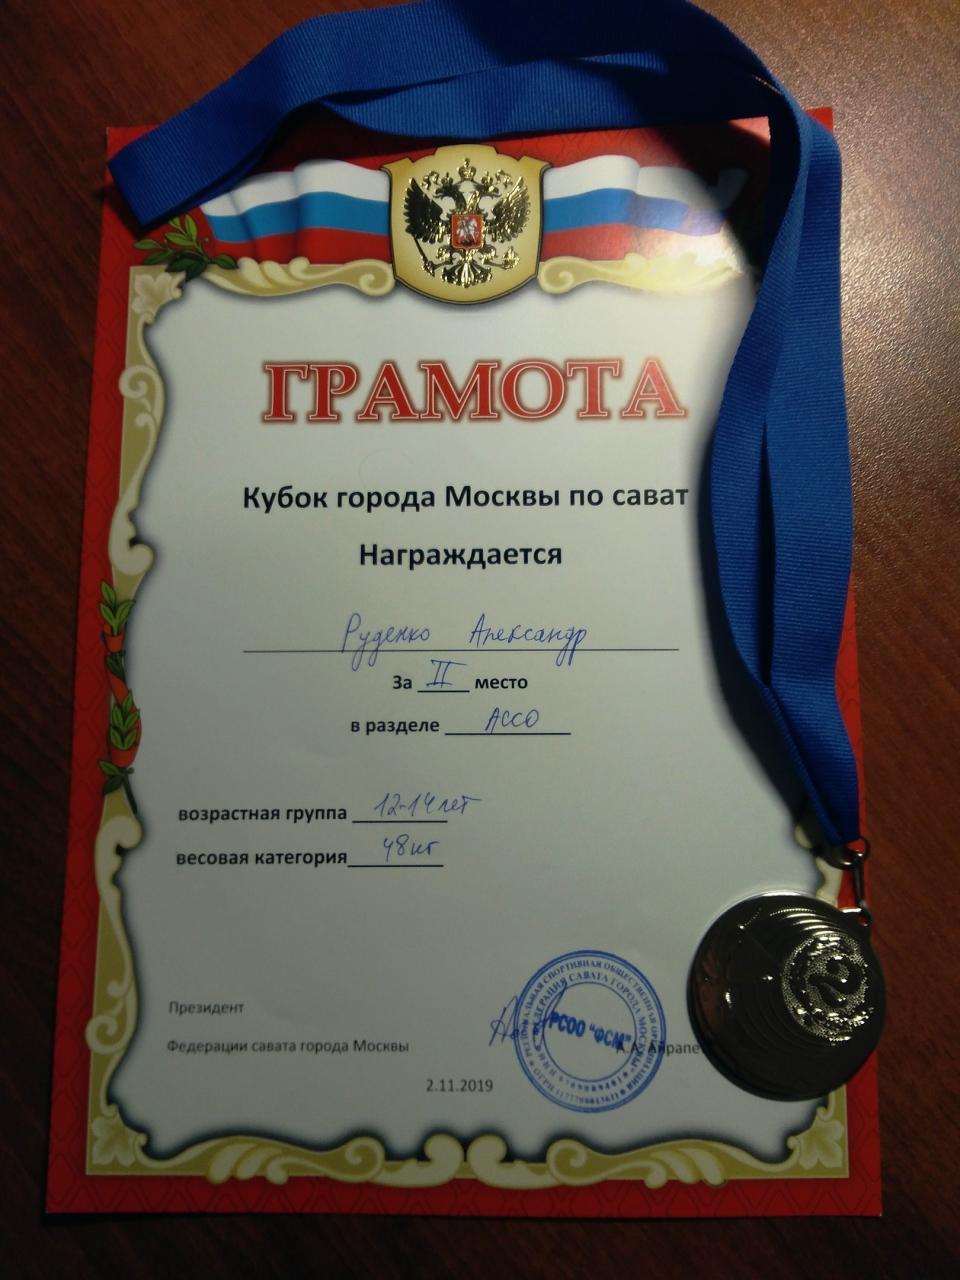 ГРАМОТА
Кубок города Москвы по сават
Награждается
Руденко Александр
За II место
в разделе АССО
возрастная группа 12-14 лет
весовая категория 48 кг
Президент
Федерации савата города Москвы
РСОО "ФСМ"
2.11.2019